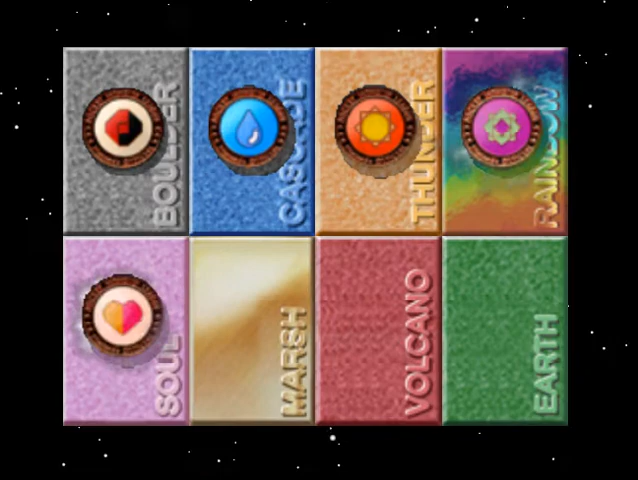 BOULDER
CASCADE
THUNDER
RAINBOW
SOUL
MARSH
VOLCANO
EARTH